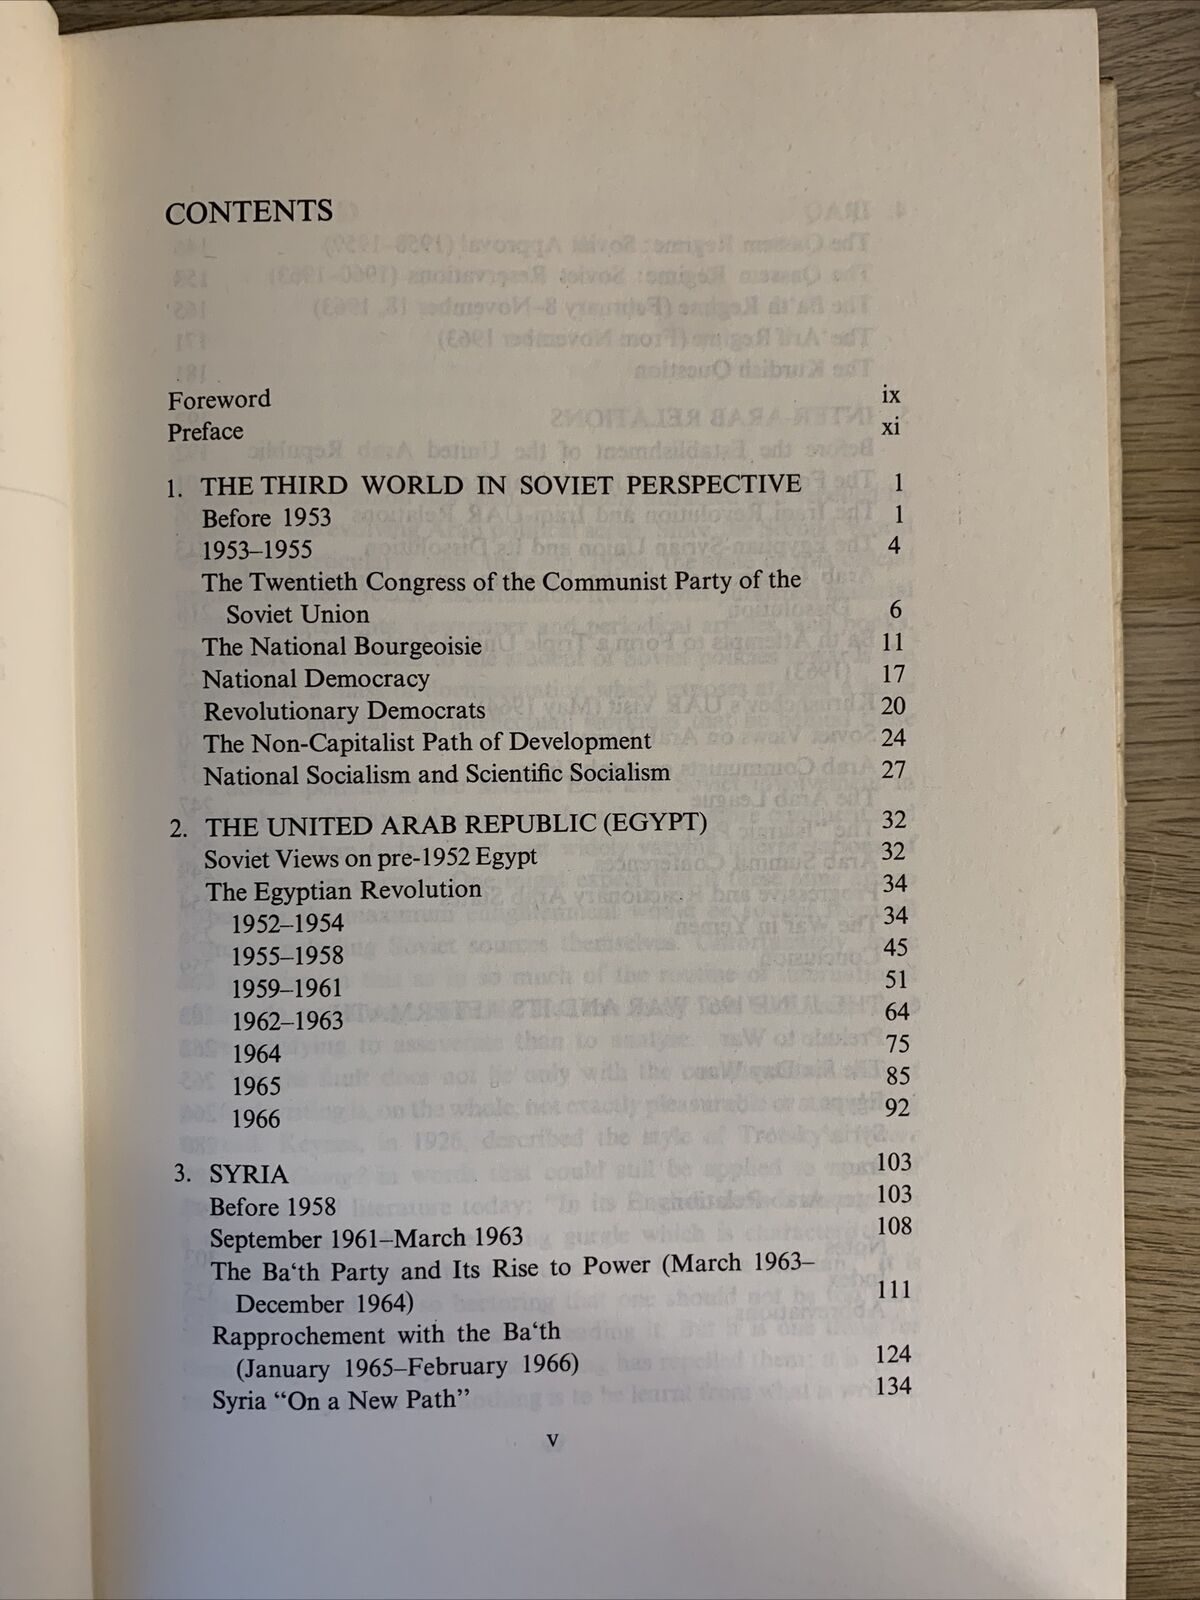 CONTENTS
Foreword ix
Preface xi
1. THE THIRD WORLD IN SOVIET PERSPECTIVE 1
Before 1953 1
1953–1955 4
The Twentieth Congress of the Communist Party of the
Soviet Union 6
The National Bourgeoisie 11
National Democracy 17
Revolutionary Democrats 20
The Non-Capitalist Path of Development 24
National Socialism and Scientific Socialism 27
2. THE UNITED ARAB REPUBLIC (EGYPT) 32
Soviet Views on pre-1952 Egypt 32
The Egyptian Revolution 34
1952–1954 34
1955–1958 45
1959–1961 51
1962–1963 64
1964 75
1965 85
1966 92
3. SYRIA 103
Before 1958 103
September 1961–March 1963 108
The Ba‘th Party and Its Rise to Power (March 1963–
December 1964) 111
Rapprochement with the Ba‘th
(January 1965–February 1966) 124
Syria “On a New Path” 134
v